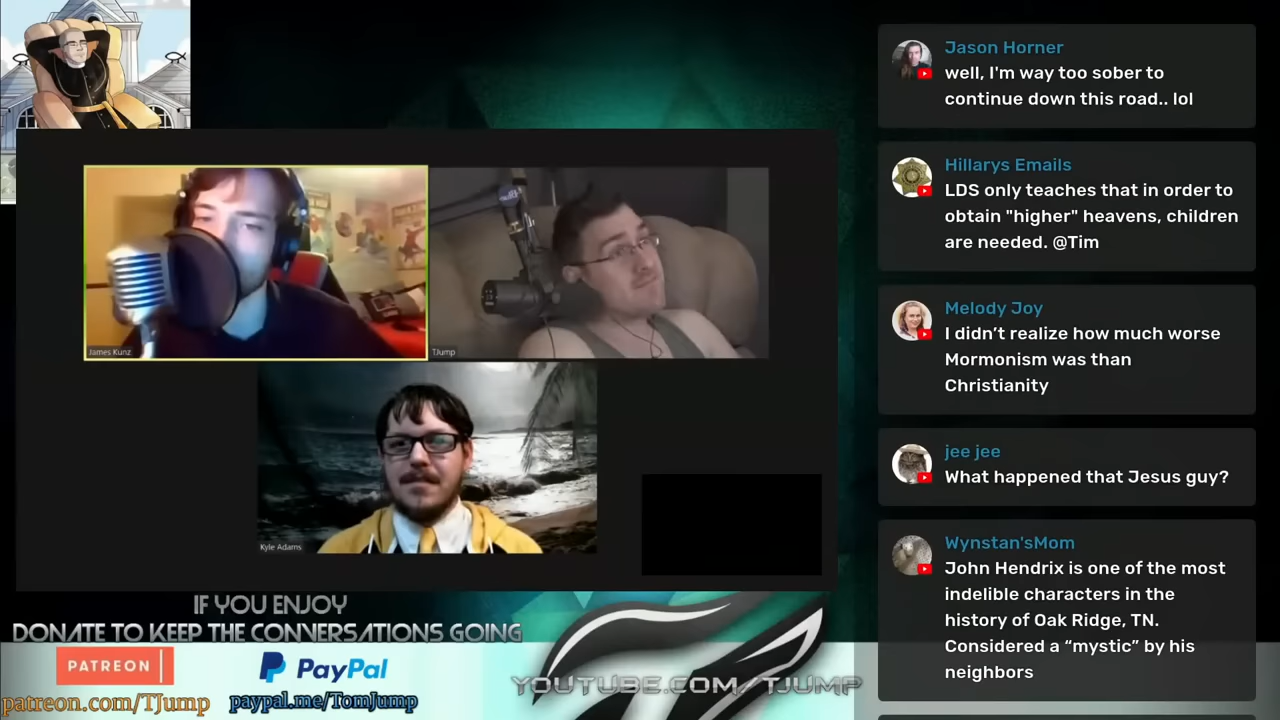 James Kunz
TJump
Kyle Adams
IF YOU ENJOY
DONATE TO KEEP THE CONVERSATIONS GOING
PATREON
PayPal
patreon.com/TJump
paypal.me/TomJump
YOUTUBE.COM/TJUMP
Jason Horner
well, I'm way too sober to
continue down this road.. lol
Hillarys Emails
LDS only teaches that in order to
obtain "higher" heavens, children
are needed. @Tim
Melody Joy
I didn’t realize how much worse
Mormonism was than
Christianity
jee jee
What happened that Jesus guy?
Wynstan'sMom
John Hendrix is one of the most
indelible characters in the
history of Oak Ridge, TN.
Considered a “mystic” by his
neighbors